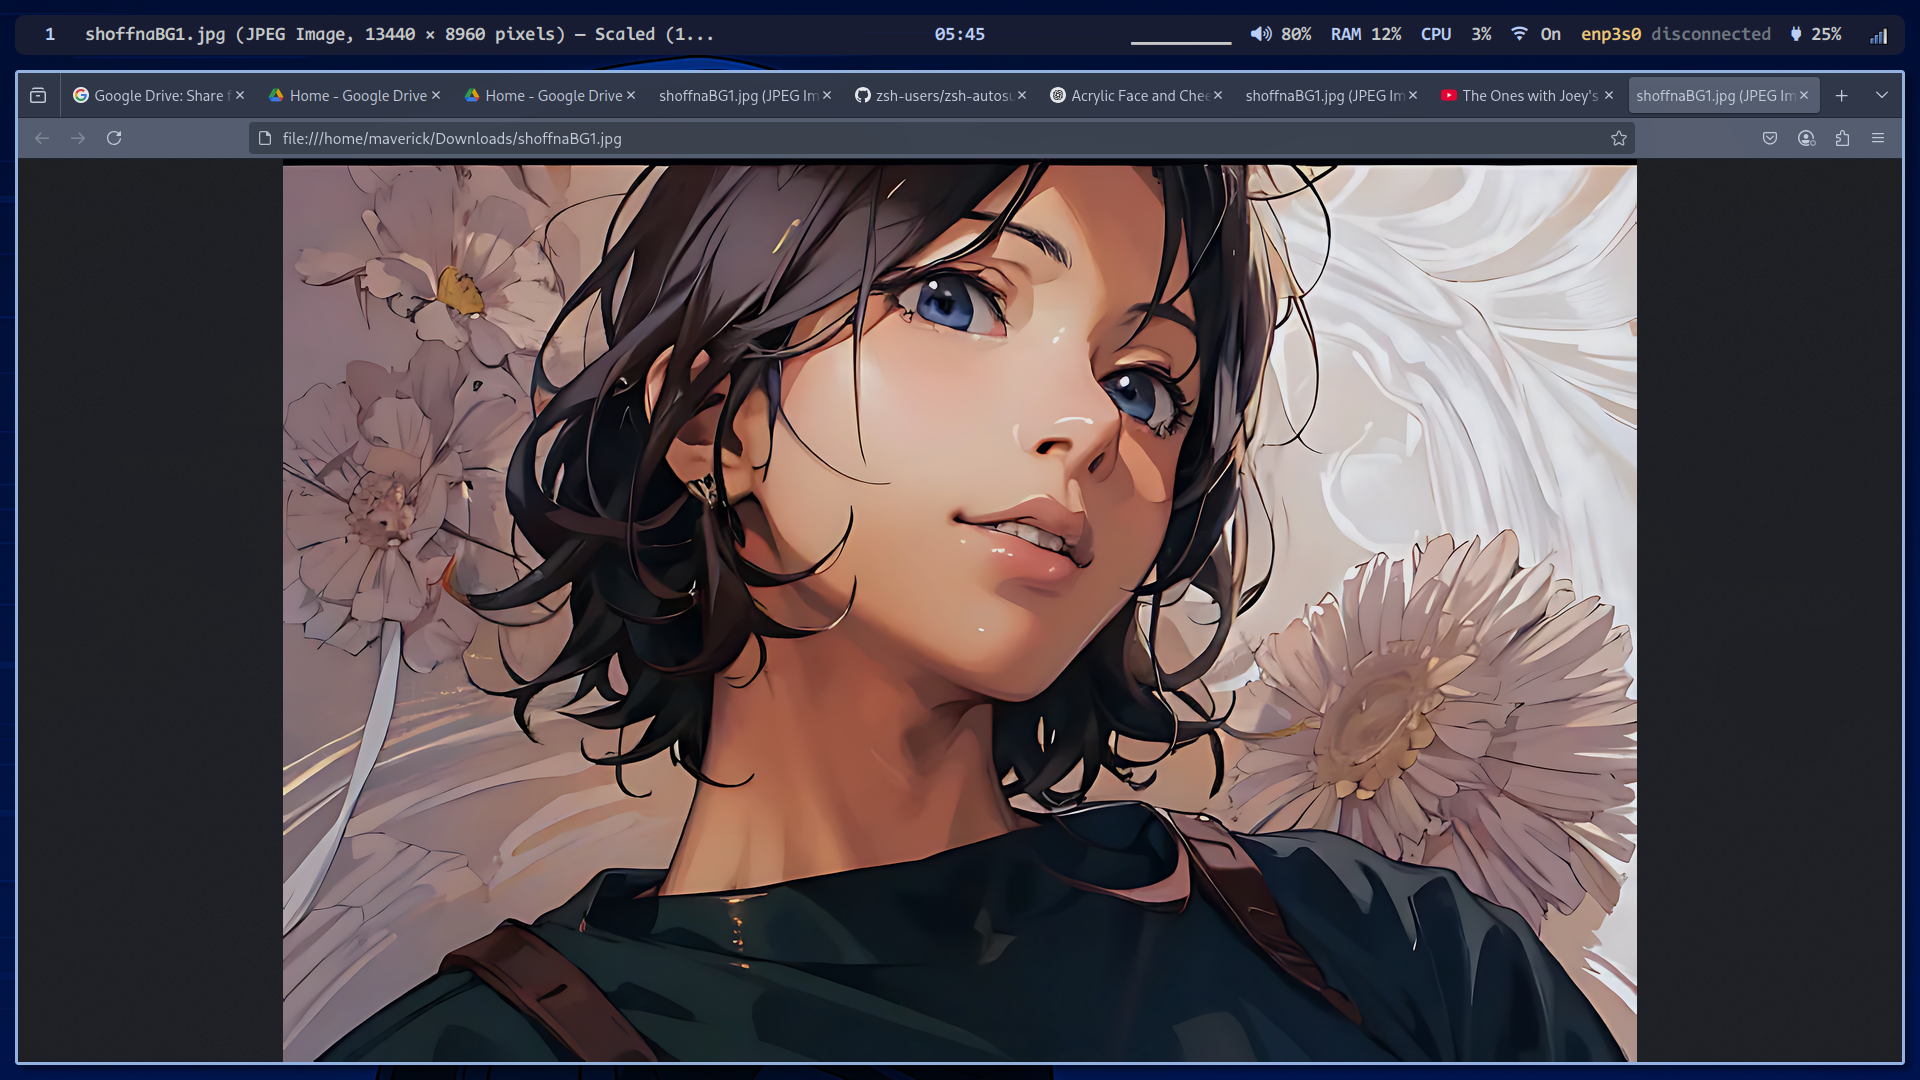 1 shoffnaBG1.jpg (JPEG Image, 13440 × 8960 pixels) — Scaled (1... 05:45 80% RAM 12% CPU 3% On enp3s0 disconnected 25%
Google Drive: Share f Home - Google Drive Home - Google Drive shoffnaBG1.jpg (JPEG Im zsh-users/zsh-autosu Acrylic Face and Chee shoffnaBG1.jpg (JPEG Im The Ones with Joey's shoffnaBG1.jpg (JPEG Im
file:///home/maverick/Downloads/shoffnaBG1.jpg